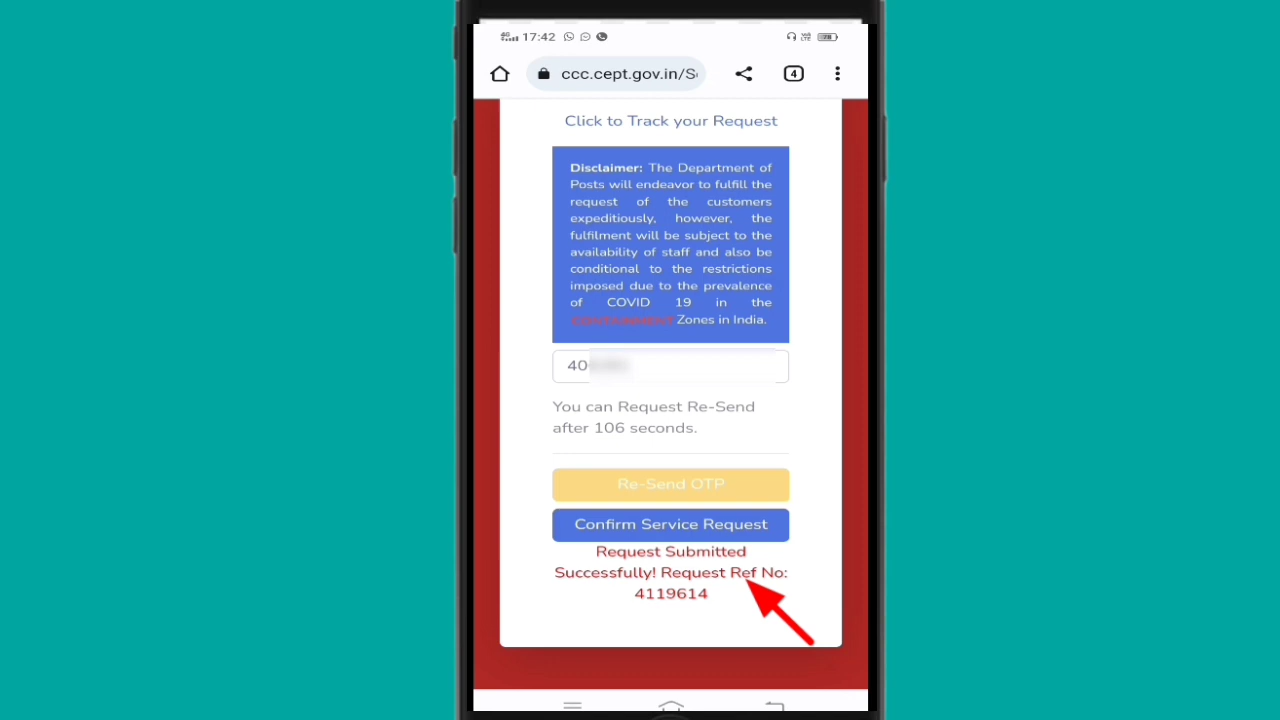 17:42
4
ccc.cept.gov.in/S
Click to Track your Request
Disclaimer: The Department of
Posts will endeavor to fulfill the
request of the customers
expeditiously, however, the
fulfilment will be subject to the
availability of staff and also be
conditional to the restrictions
imposed due to the prevalence
of COVID 19 in the
Zones in India.
40
You can Request Re-Send
after 106 seconds.
Re-Send OTP
Confirm Service Request
Request Submitted
Successfully! Request Ref No:
4119614